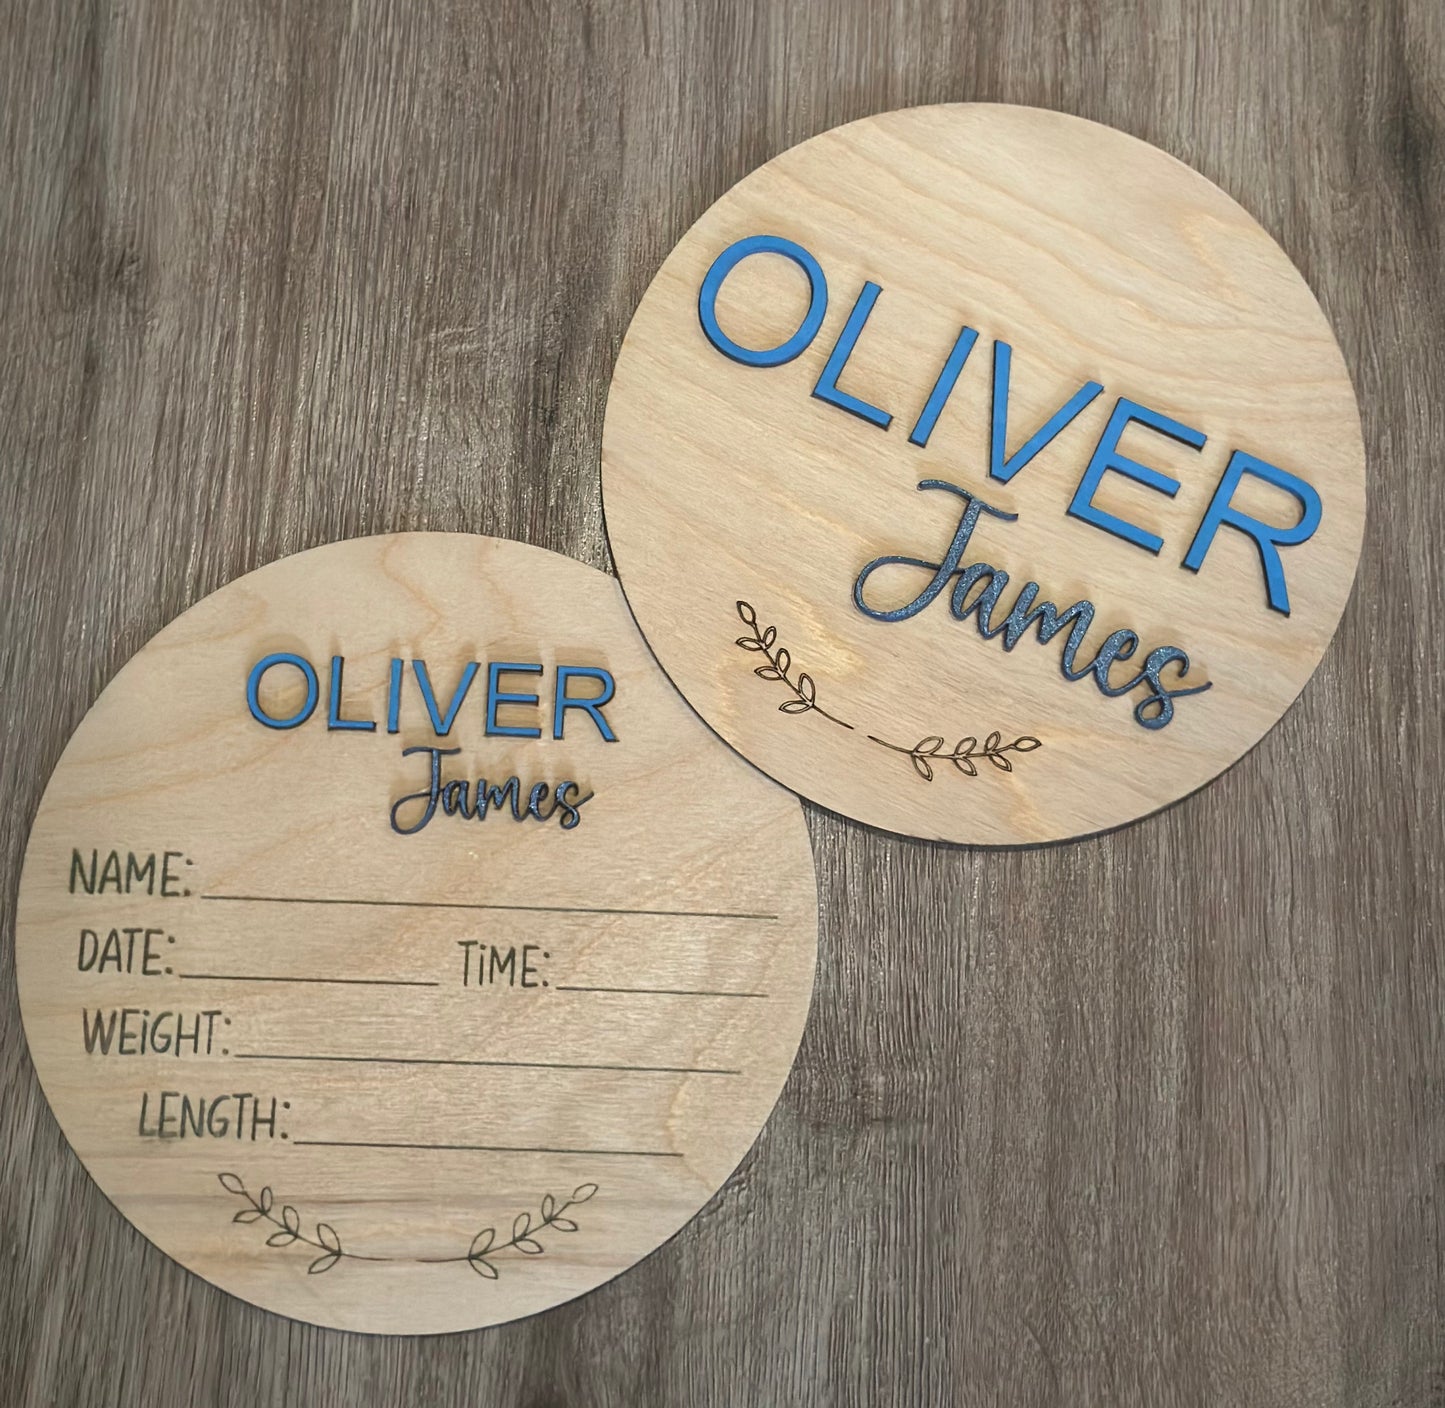 OLIVER
James
OLIVER
James
NAME:
DATE: TiME:
WEiGHT:
LENGTH: